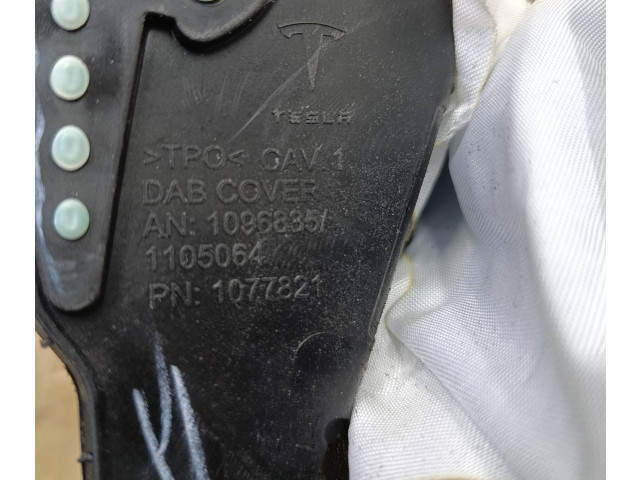 TESLA
>TPO< CAV.1
DAB COVER
AN: 1096835/
1105064
PN: 1077821